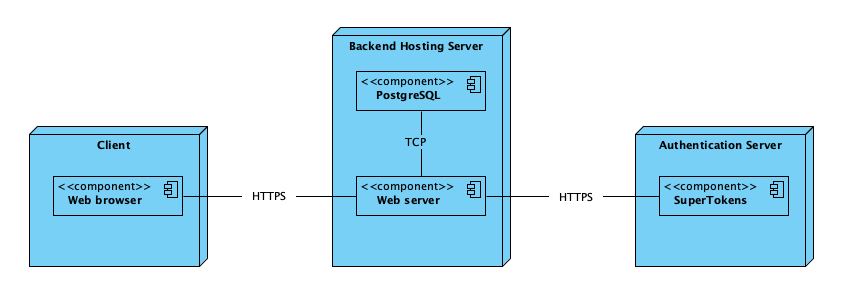 Backend Hosting Server
<<component>>
PostgreSQL
TCP
Client
<<component>>
Web browser
HTTPS
<<component>>
Web server
HTTPS
Authentication Server
<<component>>
SuperTokens